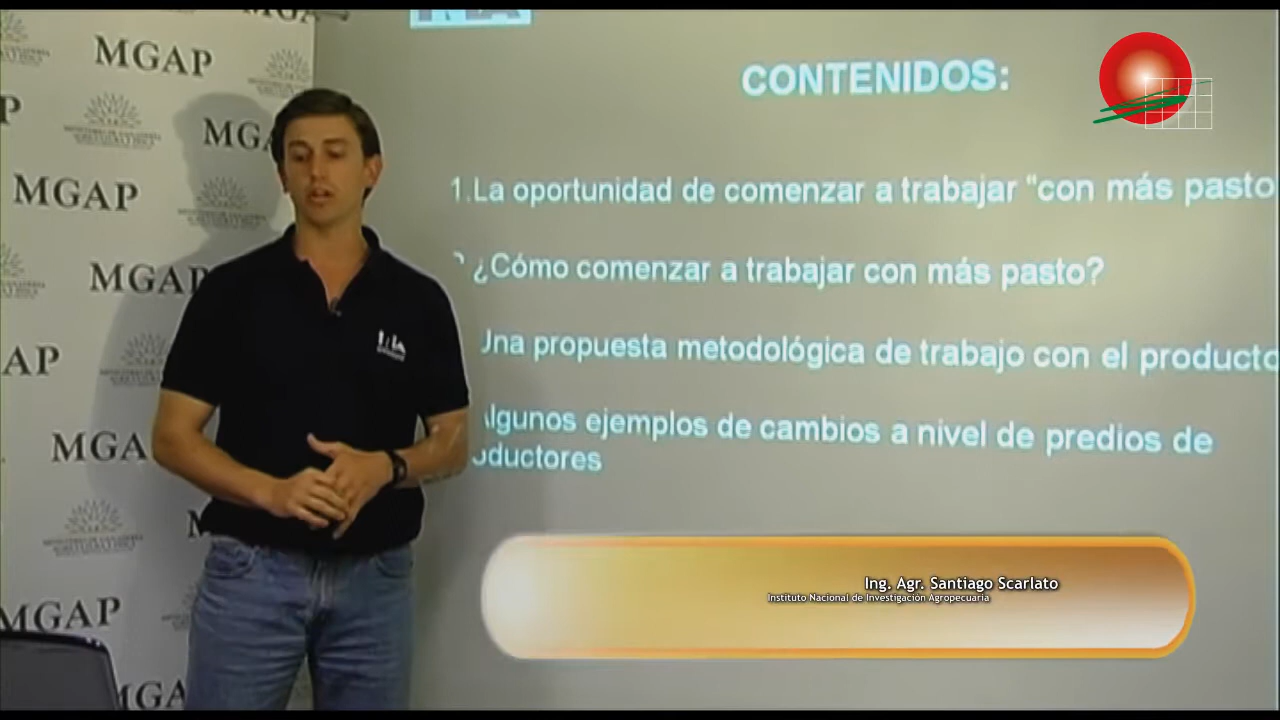 MGAP
MGAP
MGAP
MGAP
MGAP
CONTENIDOS:
1.La oportunidad de comenzar a trabajar "con más pasto
¿Cómo comenzar a trabajar con más pasto?
Una propuesta metodológica de trabajo con el producto
Algunos ejemplos de cambios a nivel de predios de
oductores
Ing. Agr. Santiago Scarlato
Instituto Nacional de Investigación Agropecuaria